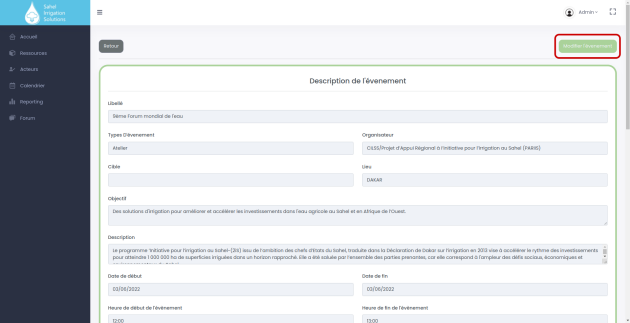 Sahel
Irrigation
Solutions
Admin
Accueil
Ressources
Acteurs
Calendrier
Reporting
Forum
Retour
Modifier l'évenement
Description de l'évenement
Libellé
9ème Forum mondial de l'eau
Types D'évenement
Organisateur
Atelier
CILSS/Projet d'Appui Régional à l'Initiative pour l'Irrigation au Sahel (PARIIS)
Cible
Lieu
DAKAR
Objectif
Des solutions d'irrigation pour améliorer et accélérer les investissements dans l'eau agricole au Sahel et en Afrique de l'Ouest.
Description
Le programme "Initiative pour l'irrigation au Sahel-(3IS) issu de l'ambition des chefs d'Etats du Sahel, traduite dans la Déclaration de Dakar sur l'irrigation en 2013 vise à accélérer le rythme des investissements
pour atteindre 1 000 000 ha de superficies irriguées dans un horizon rapproché. Elle a été saluée par l'ensemble des parties prenantes, car elle correspond à l'ampleur des défis sociaux, économiques et
Date de début
Date de fin
03/06/2022
03/06/2022
Heure de début de l'événement
Heure de fin de l'événement
12:00
13:00